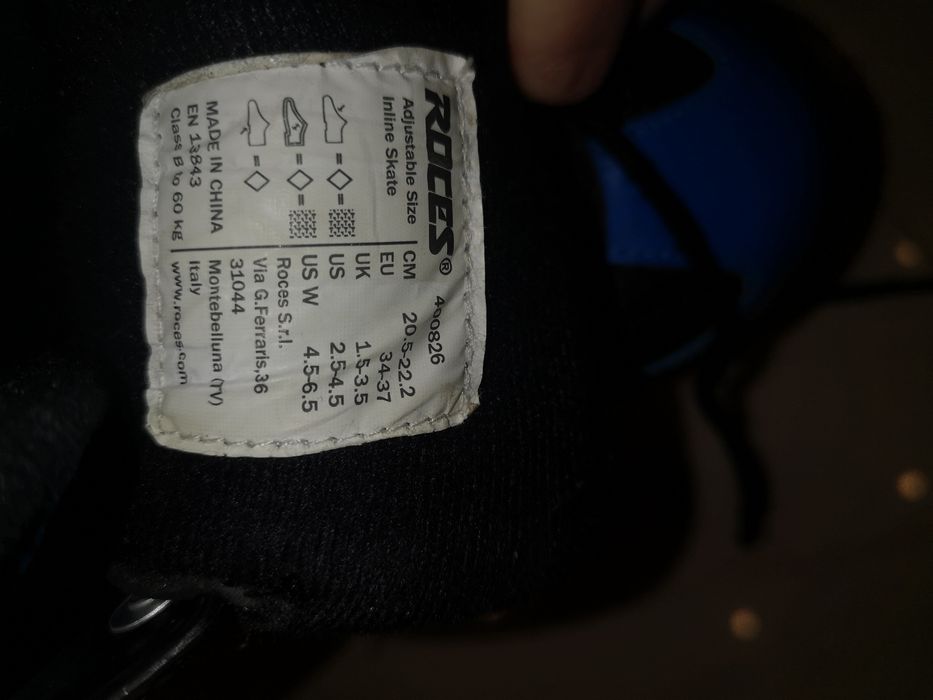 ROCES®
400826
Adjustable Size
Inline Skate
CM 20.5-22.2
EU 34-37
UK 1.5-3.5
US 2.5-4.5
US W 4.5-6.5
= ◇ =
= ◇ =
= ◇
Roces S.r.l.
Via G.Ferraris,36
31044
Montebelluna (TV)
Italy
www.roces.com
MADE IN CHINA
EN 13843
Class B to 60 kg